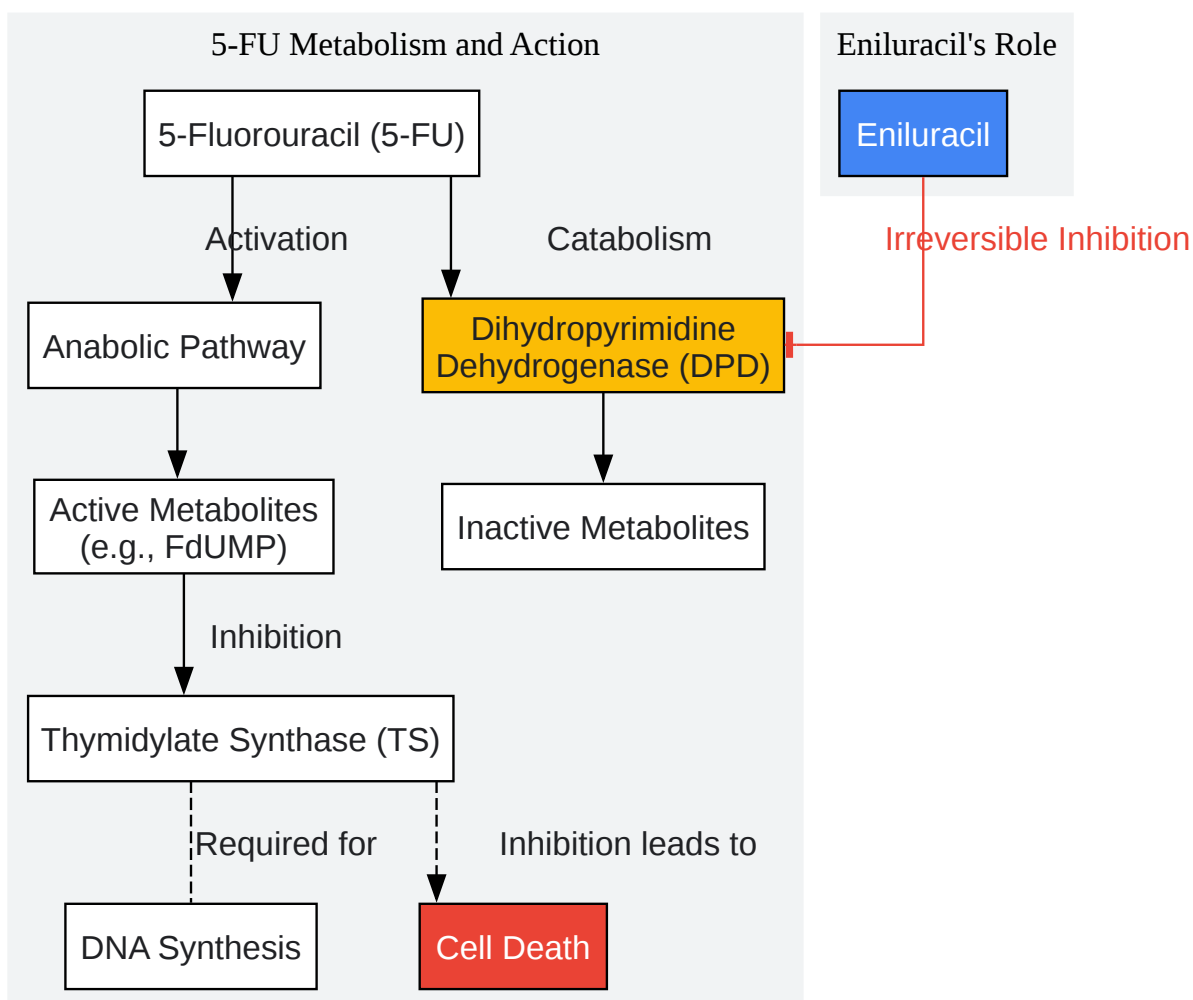 5-FU Metabolism and Action
Eniluracil's Role
5-Fluorouracil (5-FU)
Eniluracil
Activation
Catabolism
Irreversible Inhibition
Anabolic Pathway
Dihydropyrimidine
Dehydrogenase (DPD)
Active Metabolites
(e.g., FdUMP)
Inactive Metabolites
Inhibition
Thymidylate Synthase (TS)
Required for
Inhibition leads to
DNA Synthesis
Cell Death